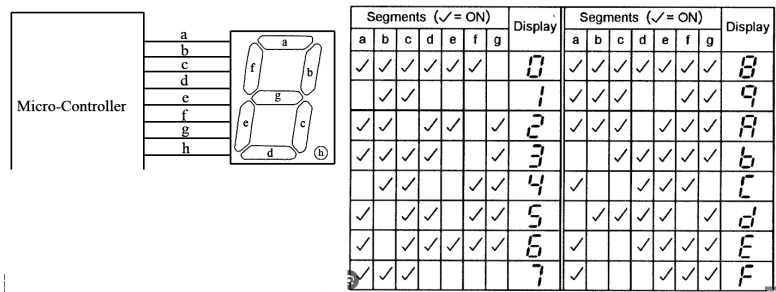 a
b
c
d
e
f
g
h
Micro-Controller
a
f b
g
e c
d h
Segments (✓= ON) Display Segments (✓= ON) Display
a b c d e f g a b c d e f g
✓ ✓ ✓ ✓ ✓ ✓ 0 ✓ ✓ ✓ ✓ ✓ ✓ ✓ 8
✓ ✓ 1 ✓ ✓ ✓ ✓ ✓ 9
✓ ✓ ✓ ✓ ✓ 2 ✓ ✓ ✓ ✓ ✓ ✓ A
✓ ✓ ✓ ✓ ✓ 3 ✓ ✓ ✓ ✓ ✓ b
✓ ✓ ✓ ✓ 4 ✓ ✓ ✓ ✓ C
✓ ✓ ✓ ✓ ✓ 5 ✓ ✓ ✓ ✓ ✓ d
✓ ✓ ✓ ✓ ✓ ✓ 6 ✓ ✓ ✓ ✓ ✓ E
✓ ✓ ✓ 7 ✓ ✓ ✓ ✓ F